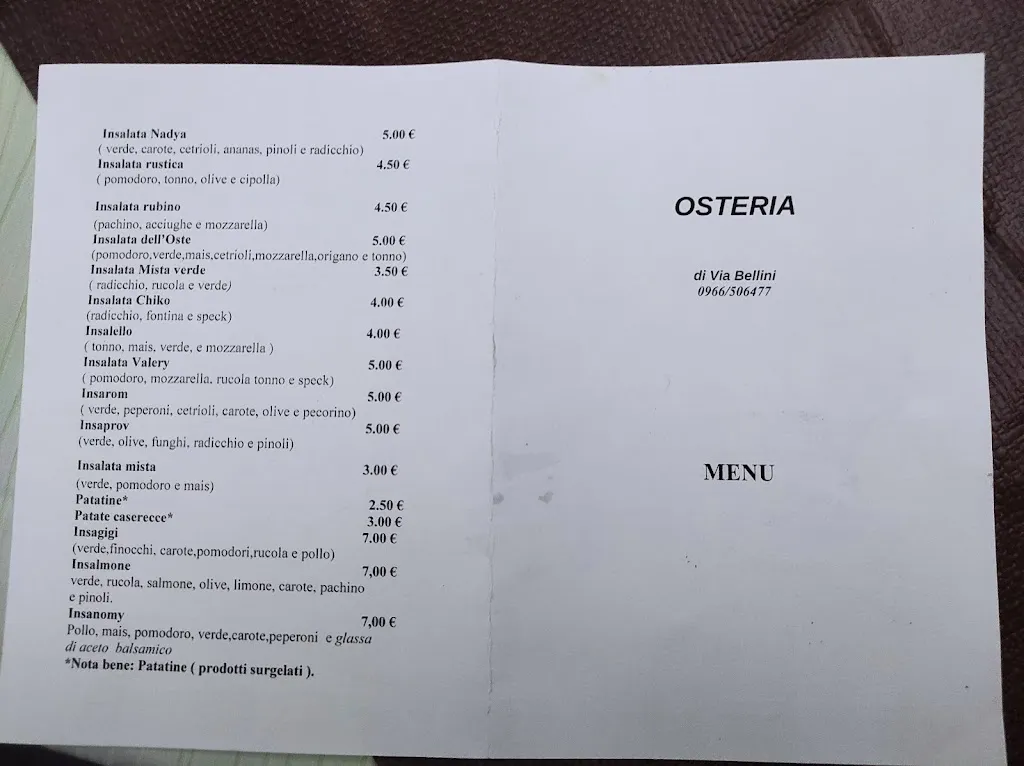 Insalata Nadya 5.00 €
( verde, carote, cetrioli, ananas, pinoli e radicchio)
Insalata rustica 4.50 €
( pomodoro, tonno, olive e cipolla)
Insalata rubino 4.50 €
(pachino, acciughe e mozzarella)
Insalata dell'Oste 5.00 €
(pomodoro,verde,mais,cetrioli,mozzarella,origano e tonno)
Insalata Mista verde 3.50 €
( radicchio, rucola e verde)
Insalata Chiko 4.00 €
(radicchio, fontina e speck)
Insalello 4.00 €
( tonno, mais, verde, e mozzarella )
Insalata Valery 5.00 €
( pomodoro, mozzarella, rucola tonno e speck)
Insarom 5.00 €
( verde, peperoni, cetrioli, carote, olive e pecorino)
Insaprov 5.00 €
(verde, olive, funghi, radicchio e pinoli)
Insalata mista 3.00 €
(verde, pomodoro e mais)
Patatine* 2.50 €
Patate caserecce* 3.00 €
Insagigi 7.00 €
(verde,finocchi, carote,pomodori,rucola e pollo)
Insalmone 7,00 €
verde, rucola, salmone, olive, limone, carote, pachino
e pinoli.
Insanomy 7,00 €
Pollo, mais, pomodoro, verde,carote,peperoni e glassa
di aceto balsamico
*Nota bene: Patatine ( prodotti surgelati ).
OSTERIA
di Via Bellini
0966/506477
MENU